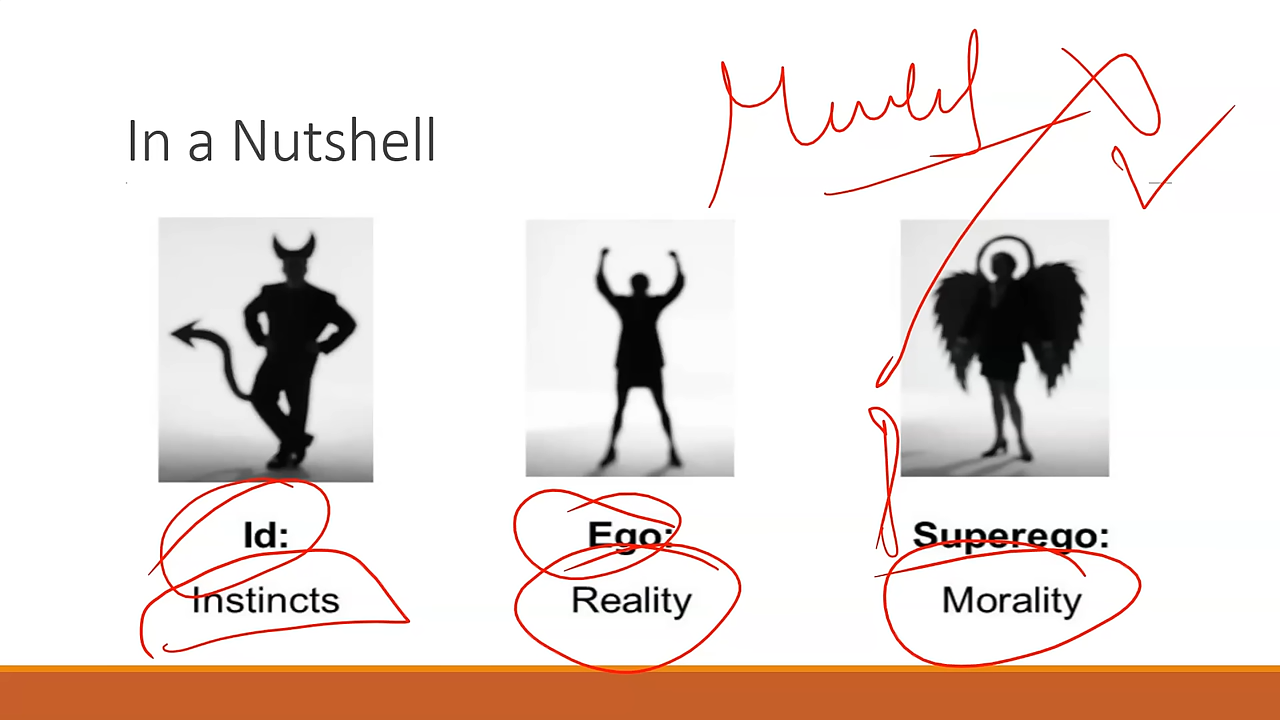 In a Nutshell
Id:
Instincts
Ego:
Reality
Superego:
Morality